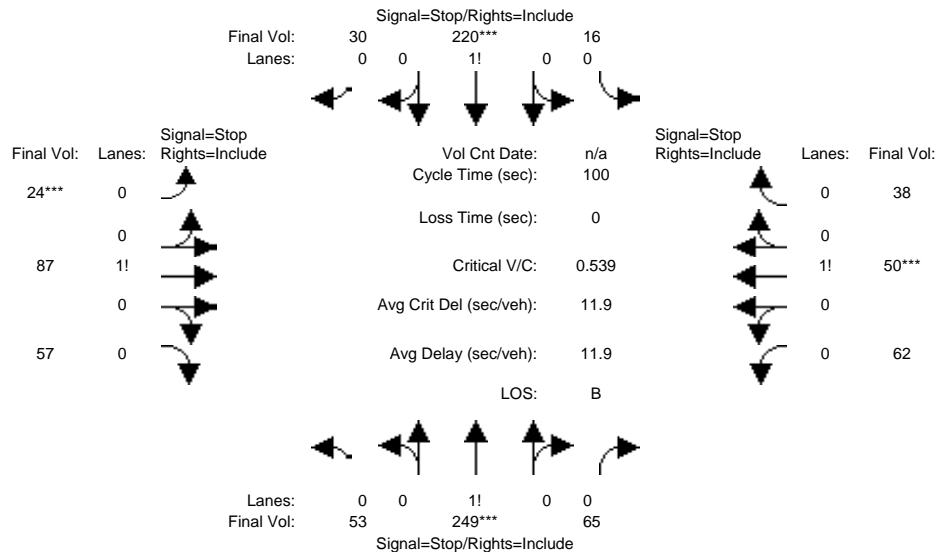 Signal=Stop/Rights=Include
Final Vol: 30 220*** 16
Lanes: 0 0 1! 0 0
Signal=Stop Signal=Stop
Final Vol: Lanes: Rights=Include Vol Cnt Date: n/a Rights=Include Lanes: Final Vol:
Cycle Time (sec): 100
24*** 0 0 38
Loss Time (sec): 0
0 0
87 1! Critical V/C: 0.539 1! 50***
0 Avg Crit Del (sec/veh): 11.9 0
57 0 Avg Delay (sec/veh): 11.9 0 62
LOS: B
Lanes: 0 0 1! 0 0
Final Vol: 53 249*** 65
Signal=Stop/Rights=Include